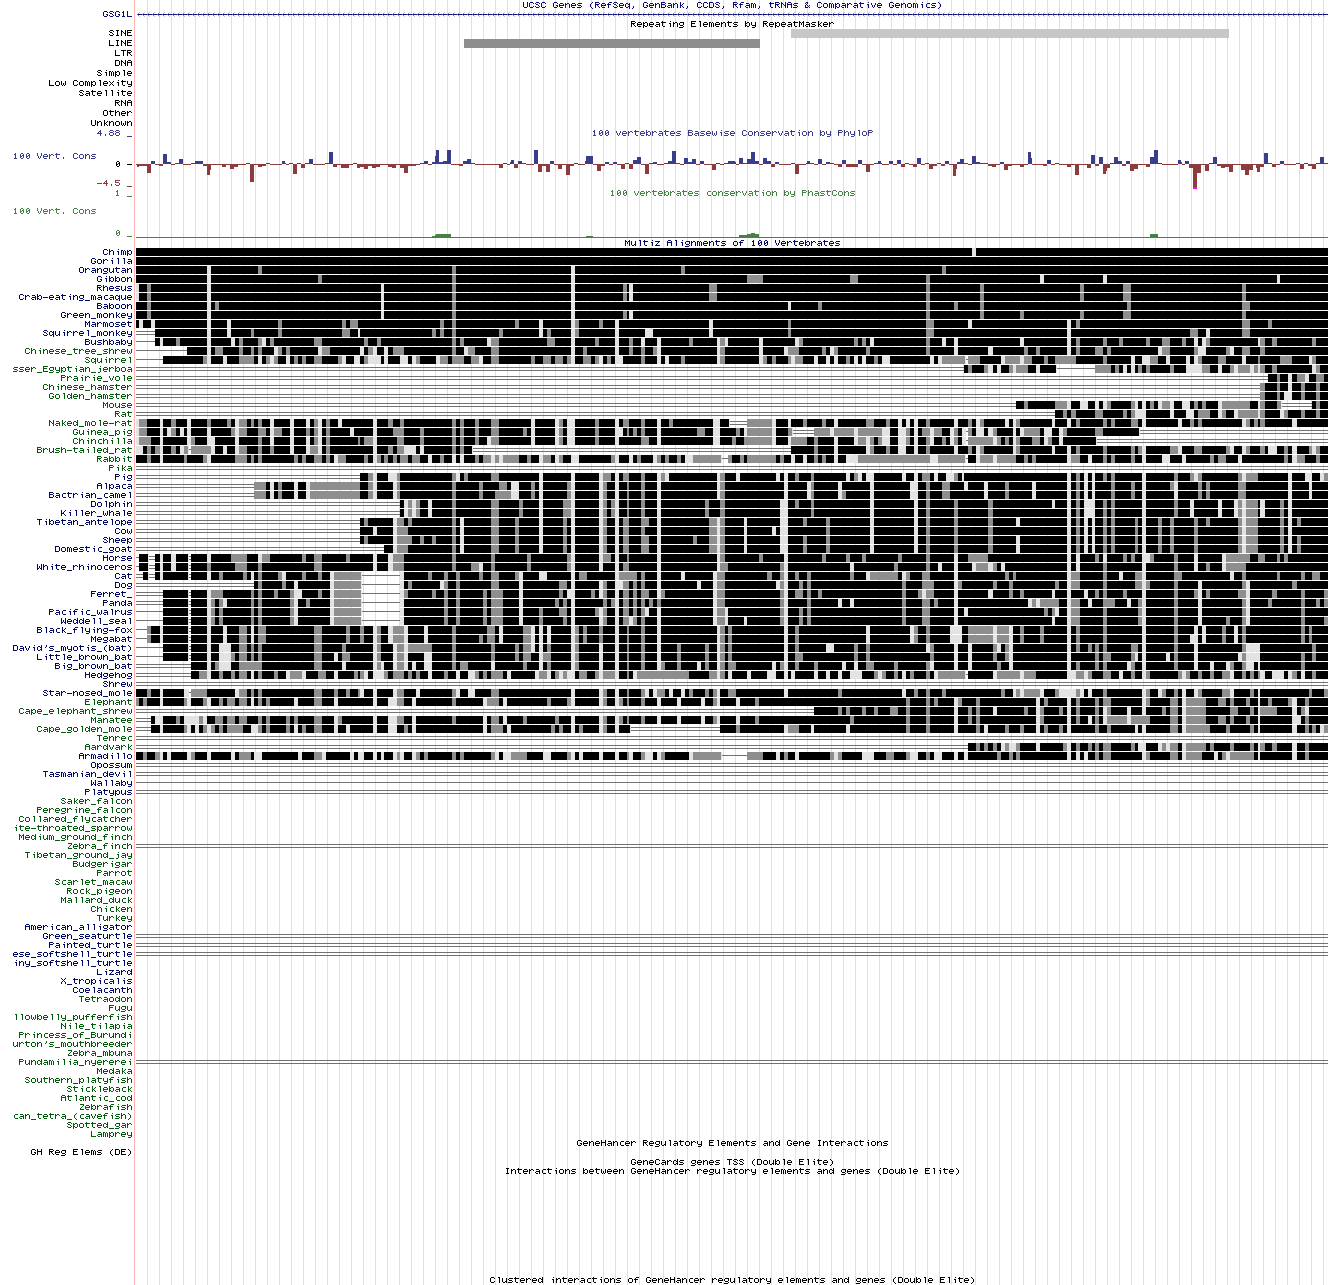 UCSC Genes (RefSeq, GenBank, CCDS, Rfam, tRNAs & Comparative Genomics)
GSG1L
Repeating Elements by RepeatMasker
SINE
LINE
LTR
DNA
Simple
Low Complexity
Satellite
RNA
Other
Unknown
4.88 _
100 vertebrates Basewise Conservation by PhyloP
100 Vert. Cons
0 -
-4.5 _
100 vertebrates conservation by PhastCons
1 _
100 Vert. Cons
0 _
Multiz Alignments of 100 Vertebrates
Chimp
Gorilla
Orangutan
Gibbon
Rhesus
Crab-eating_macaque
Baboon
Green_monkey
Marmoset
Squirrel_monkey
Bushbaby
Chinese_tree_shrew
Squirrel
sser_Egyptian_jerboa
Prairie_vole
Chinese_hamster
Golden_hamster
Mouse
Rat
Naked_mole-rat
Guinea_pig
Chinchilla
Brush-tailed_rat
Rabbit
Pika
Pig
Alpaca
Bactrian_camel
Dolphin
Killer_whale
Tibetan_antelope
Cow
Sheep
Domestic_goat
Horse
White_rhinoceros
Cat
Dog
Ferret_
Panda
Pacific_walrus
Weddell_seal
Black_flying-fox
Megabat
David's_myotis_(bat)
Little_brown_bat
Big_brown_bat
Hedgehog
Shrew
Star-nosed_mole
Elephant
Cape_elephant_shrew
Manatee
Cape_golden_mole
Tenrec
Aardvark
Armadillo
Opossum
Tasmanian_devil
Wallaby
Platypus
Saker_falcon
Peregrine_falcon
Collared_flycatcher
ite-throated_sparrow
Medium_ground_finch
Zebra_finch
Tibetan_ground_jay
Budgerigar
Parrot
Scarlet_macaw
Rock_pigeon
Mallard_duck
Chicken
Turkey
American_alligator
Green_seaturtle
Painted_turtle
ese_softshell_turtle
iny_softshell_turtle
Lizard
X_tropicalis
Coelacanth
Tetraodon
Fugu
llowbelly_pufferfish
Nile_tilapia
Princess_of_Burundi
urton's_mouthbreeder
Zebra_mbuna
Pundamilia_nyererei
Medaka
Southern_platyfish
Stickleback
Atlantic_cod
Zebrafish
can_tetra_(cavefish)
Spotted_gar
Lamprey
GeneHancer Regulatory Elements and Gene Interactions
GH Reg Elems (DE)
GeneCards genes TSS (Double Elite)
Interactions between GeneHancer regulatory elements and genes (Double Elite)
Clustered interactions of GeneHancer regulatory elements and genes (Double Elite)